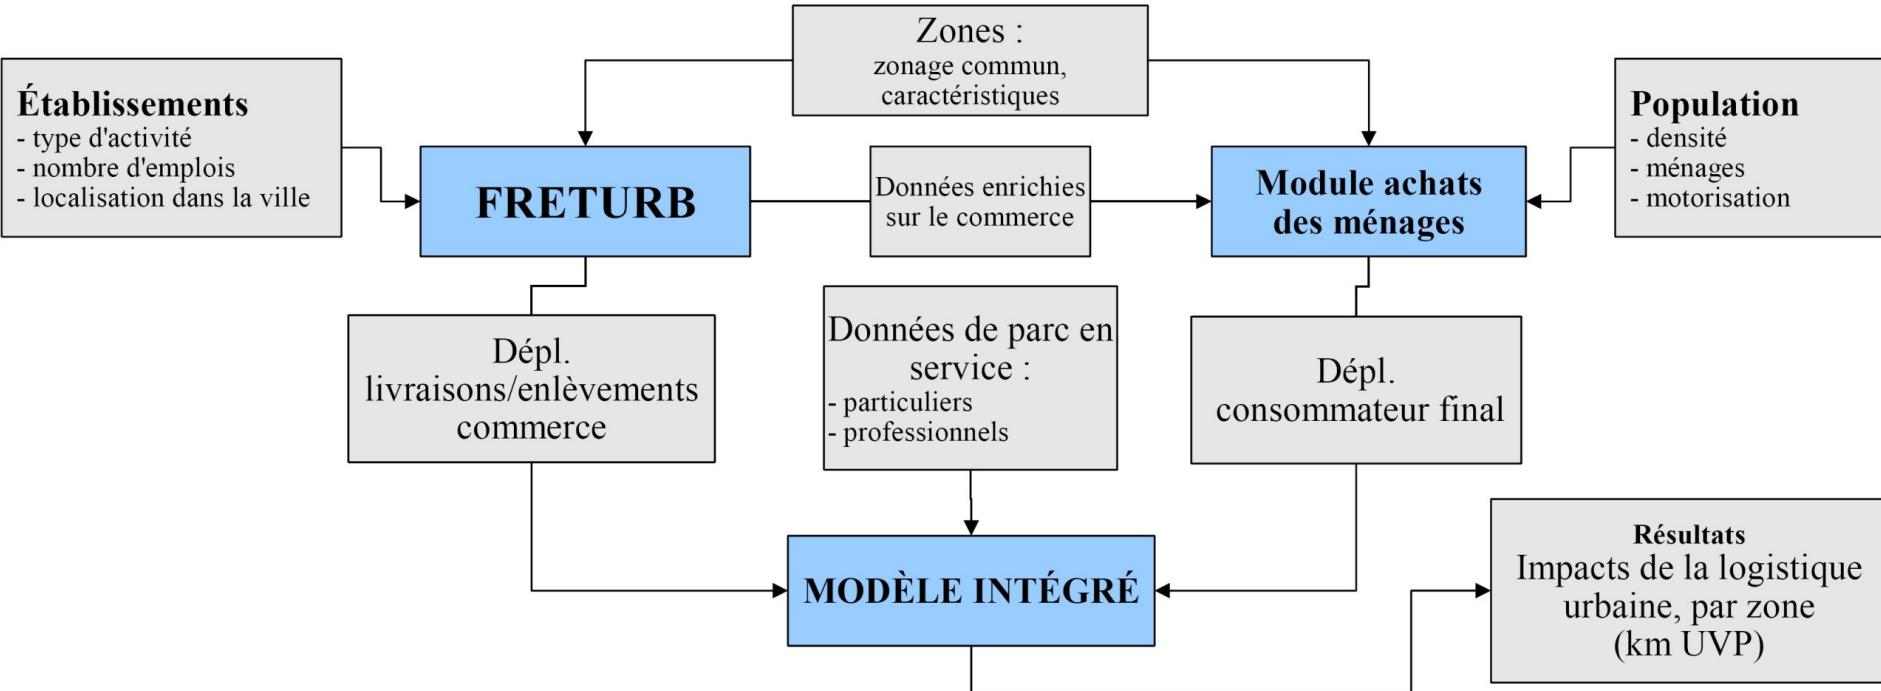 Zones :
zonage commun,
caractéristiques
Établissements
- type d'activité
- nombre d'emplois
- localisation dans la ville
Population
- densité
- ménages
- motorisation
FRETURB
Données enrichies
sur le commerce
Module achats
des ménages
Dépl.
livraisons/enlèvements
commerce
Données de parc en
service :
- particuliers
- professionnels
Dépl.
consommateur final
MODÈLE INTÉGRÉ
Résultats
Impacts de la logistique
urbaine, par zone
(km UVP)